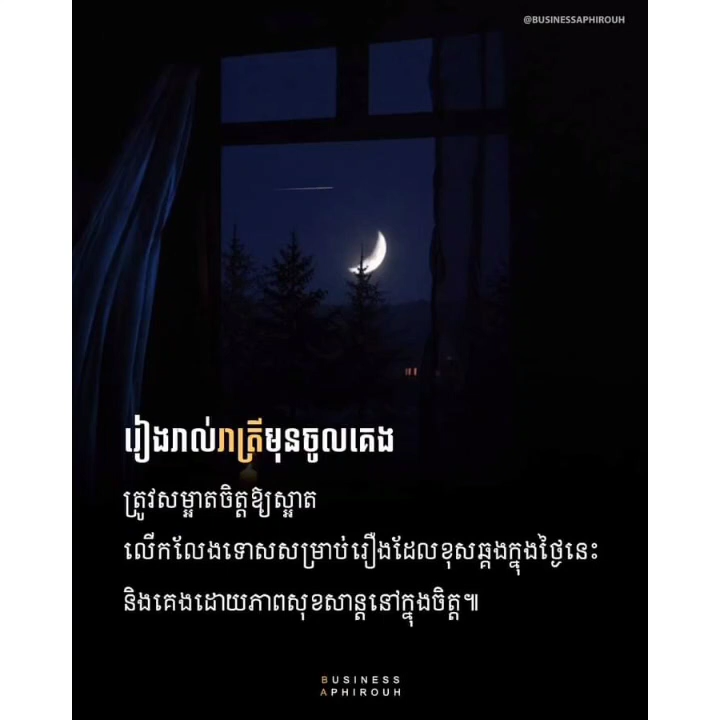 @BUSINESSAPHIROUH
រៀងរាល់រាត្រីមុនចូលគេង
ត្រូវសម្អាតចិត្តឱ្យស្អាត
លើកលែងទោសសម្រាប់រឿងដែលខុសឆ្គងក្នុងថ្ងៃនេះ
និងគេងដោយភាពសុខសាន្តនៅក្នុងចិត្ត៕
BUSINESS
APHIROUH